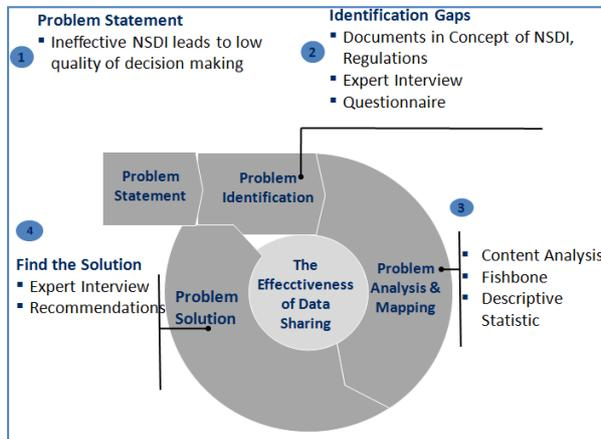 Problem Statement
▪ Ineffective NSDI leads to low
quality of decision making
1
Identification Gaps
▪ Documents in Concept of NSDI,
Regulations
▪ Expert Interview
▪ Questionnaire
2
Problem
Statement
Problem
Identification
3
▪ Content Analysis
▪ Fishbone
▪ Descriptive
Statistic
4
Find the Solution
▪ Expert Interview
▪ Recommendations
Problem
Solution
The
Effecctiveness
of Data
Sharing
Problem
Analysis &
Mapping